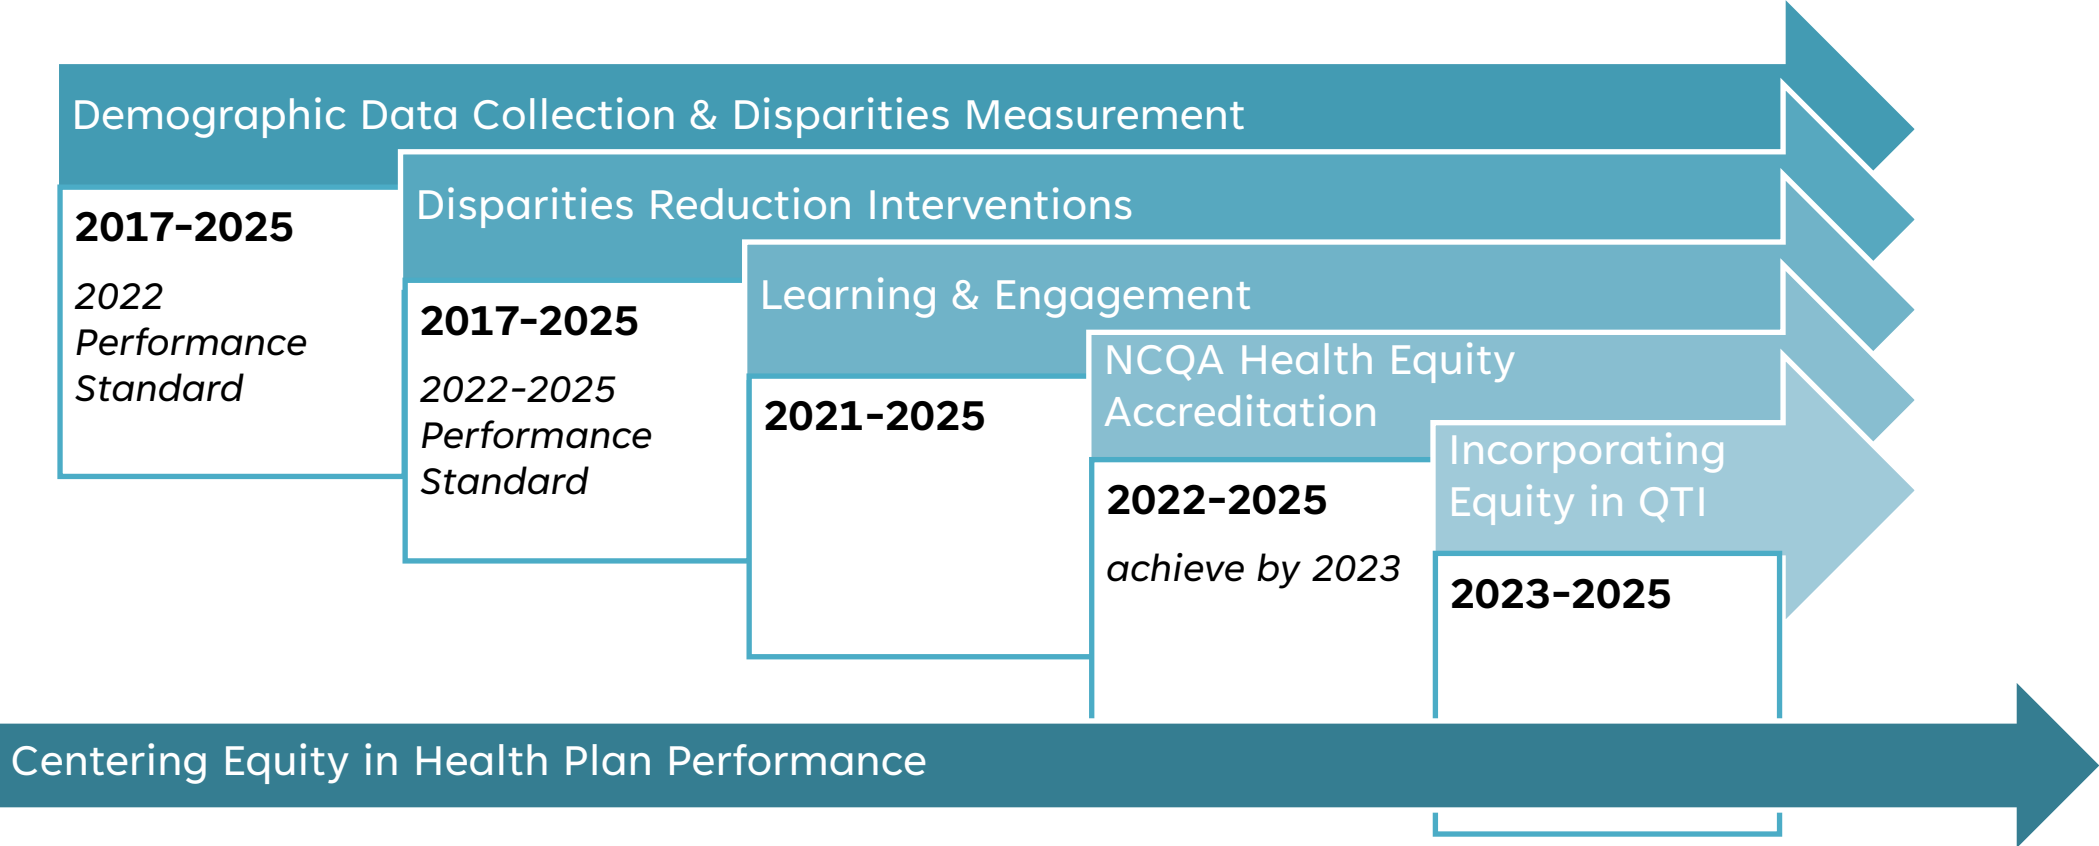 Demographic Data Collection & Disparities Measurement
2017-2025
2022
Performance
Standard
Disparities Reduction Interventions
2017-2025
2022-2025
Performance
Standard
Learning & Engagement
2021-2025
NCQA Health Equity
Accreditation
2022-2025
achieve by 2023
Incorporating
Equity in QTI
2023-2025
Centering Equity in Health Plan Performance